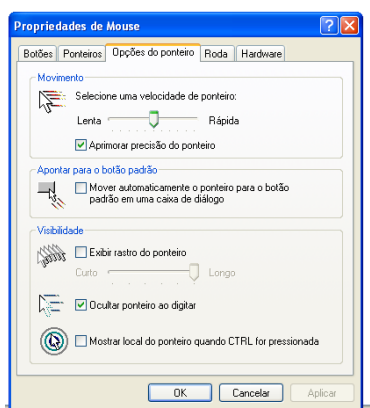 Propriedades de Mouse
Botões Ponteiros Opções do ponteiro Roda Hardware
Movimento
Selecione uma velocidade de ponteiro:
Lenta Rápida
Aprimorar precisão do ponteiro
Apontar para o botão padrão
Mover automaticamente o ponteiro para o botão
padrão em uma caixa de diálogo
Visibilidade
Exibir rastro do ponteiro
Curto Longo
Ocultar ponteiro ao digitar
Mostrar local do ponteiro quando CTRL for pressionada
OK Cancelar Aplicar